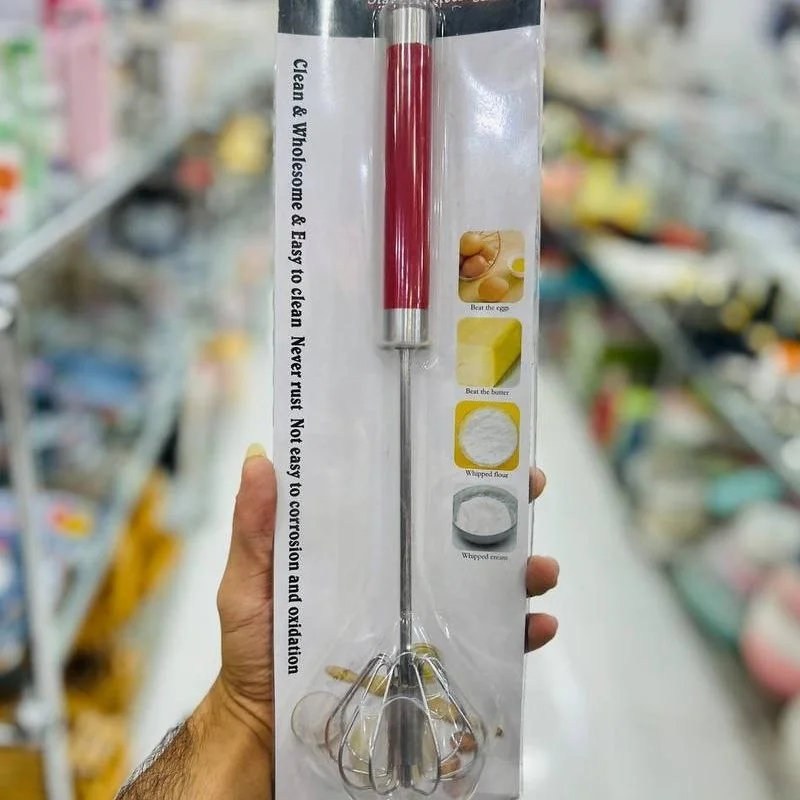 Clean & Wholesome & Easy to clean Never rust Not easy to corrosion and oxidation
Beat the eggs
Beat the butter
Whipped flour
Whipped cream